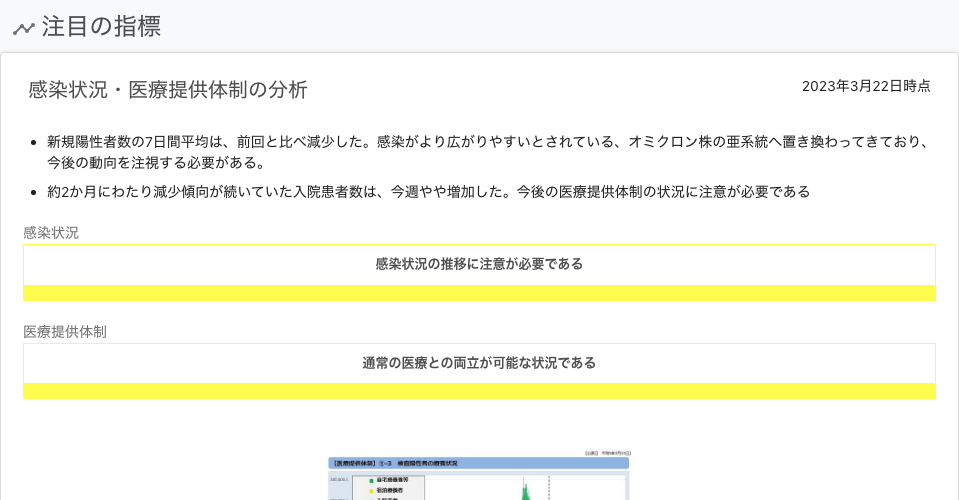 注目の指標
感染状況・医療提供体制の分析
2023年3月22日時点
新規陽性者数の7日間平均は、前回と比べ減少した。感染がより広がりやすいとされている、オミクロン株の亜系統へ置き換わってきており、
今後の動向を注視する必要がある。
約2か月にわたり減少傾向が続いていた入院患者数は、今週やや増加した。今後の医療提供体制の状況に注意が必要である
感染状況
感染状況の推移に注意が必要である
医療提供体制
通常の医療との両立が可能な状況である
【医療提供体制】⑥-3 検査陽性者の療養状況
自宅療養者等
宿泊療養者